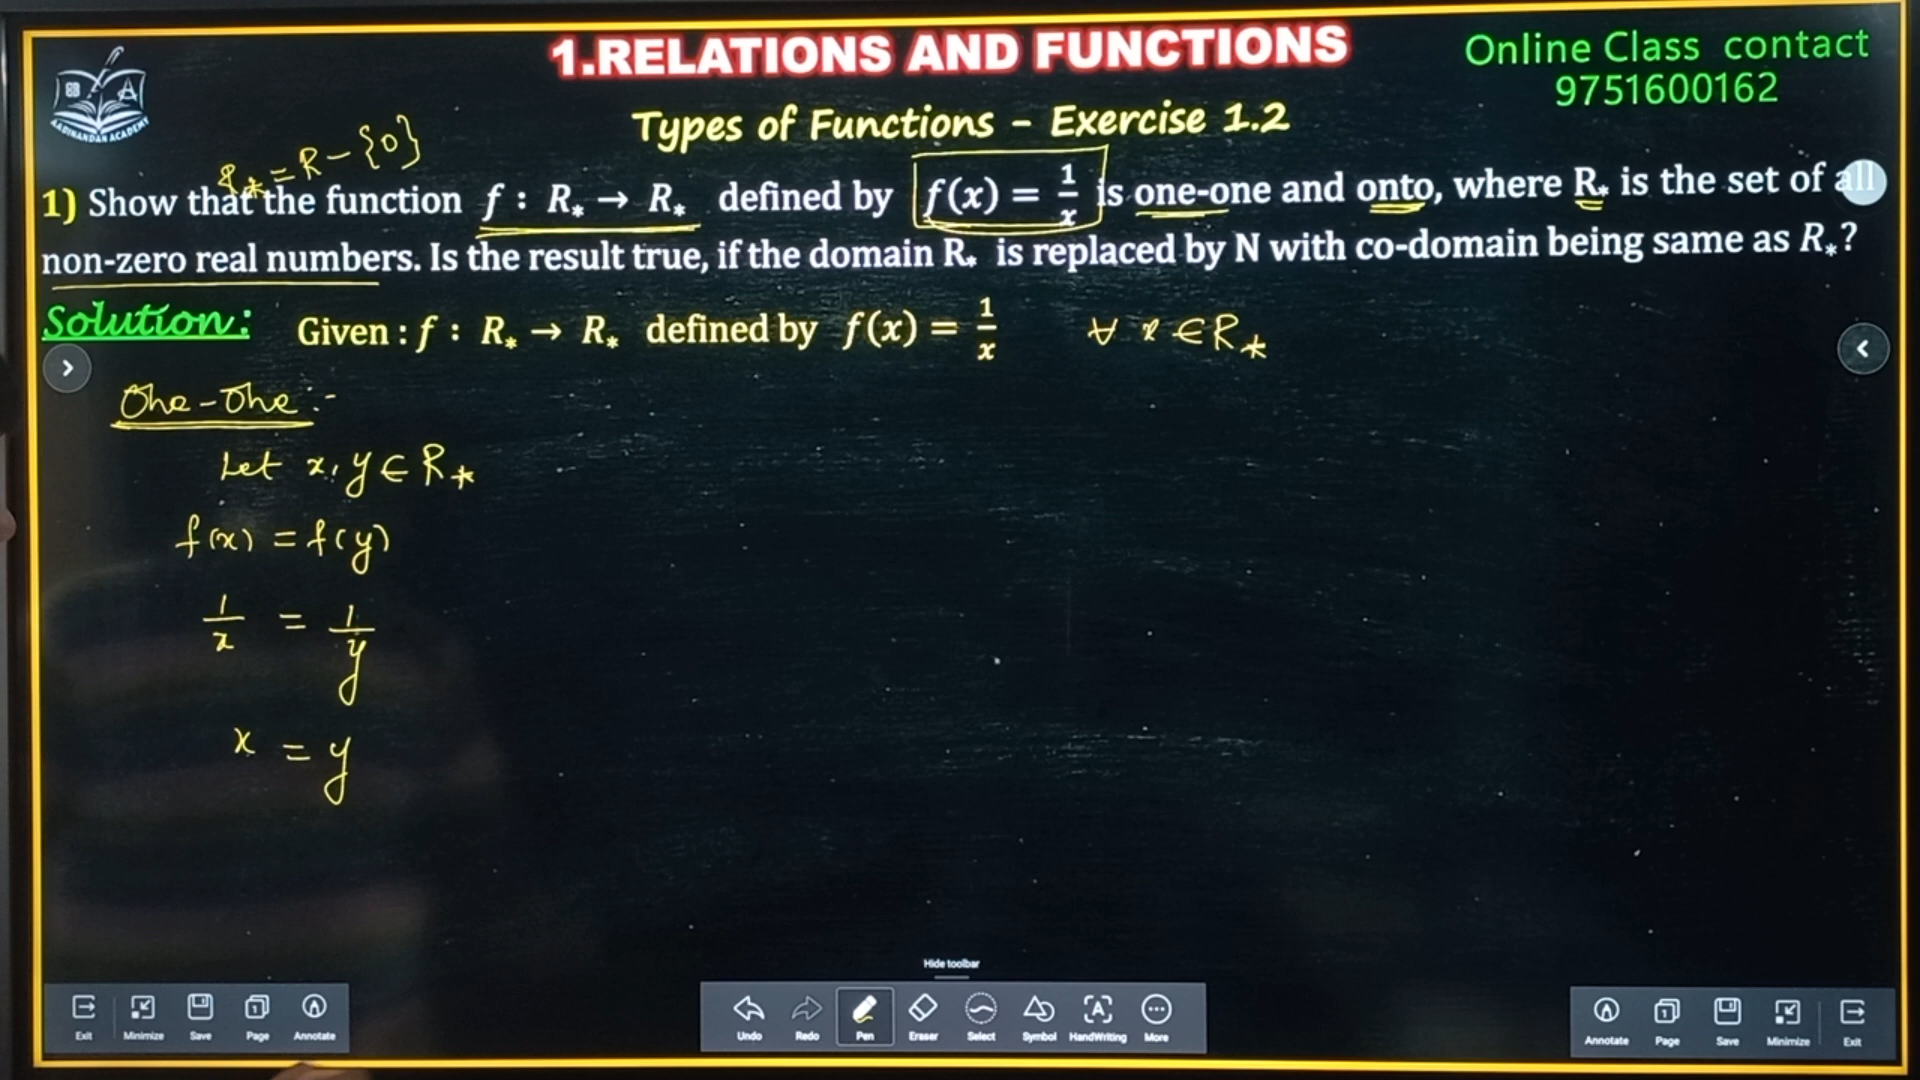 1.RELATIONS AND FUNCTIONS
Online Class contact
9751600162
AADINANDAN ACADEMY
Types of Functions - Exercise 1.2
R* = R - {0}
1) Show that the function f : R* → R* defined by f(x) = 1/x is one-one and onto, where R* is the set of all
non-zero real numbers. Is the result true, if the domain R* is replaced by N with co-domain being same as R*?
Solution: Given : f : R* → R* defined by f(x) = 1/x ∀ x ∈ R*
One-One :-
Let x, y ∈ R*
f(x) = f(y)
1/x = 1/y
x = y
Hide toolbar
Exit Minimize Save Page Annotate
Undo Redo Pen Eraser Select Symbol HandWriting More
Annotate Page Save Minimize Exit